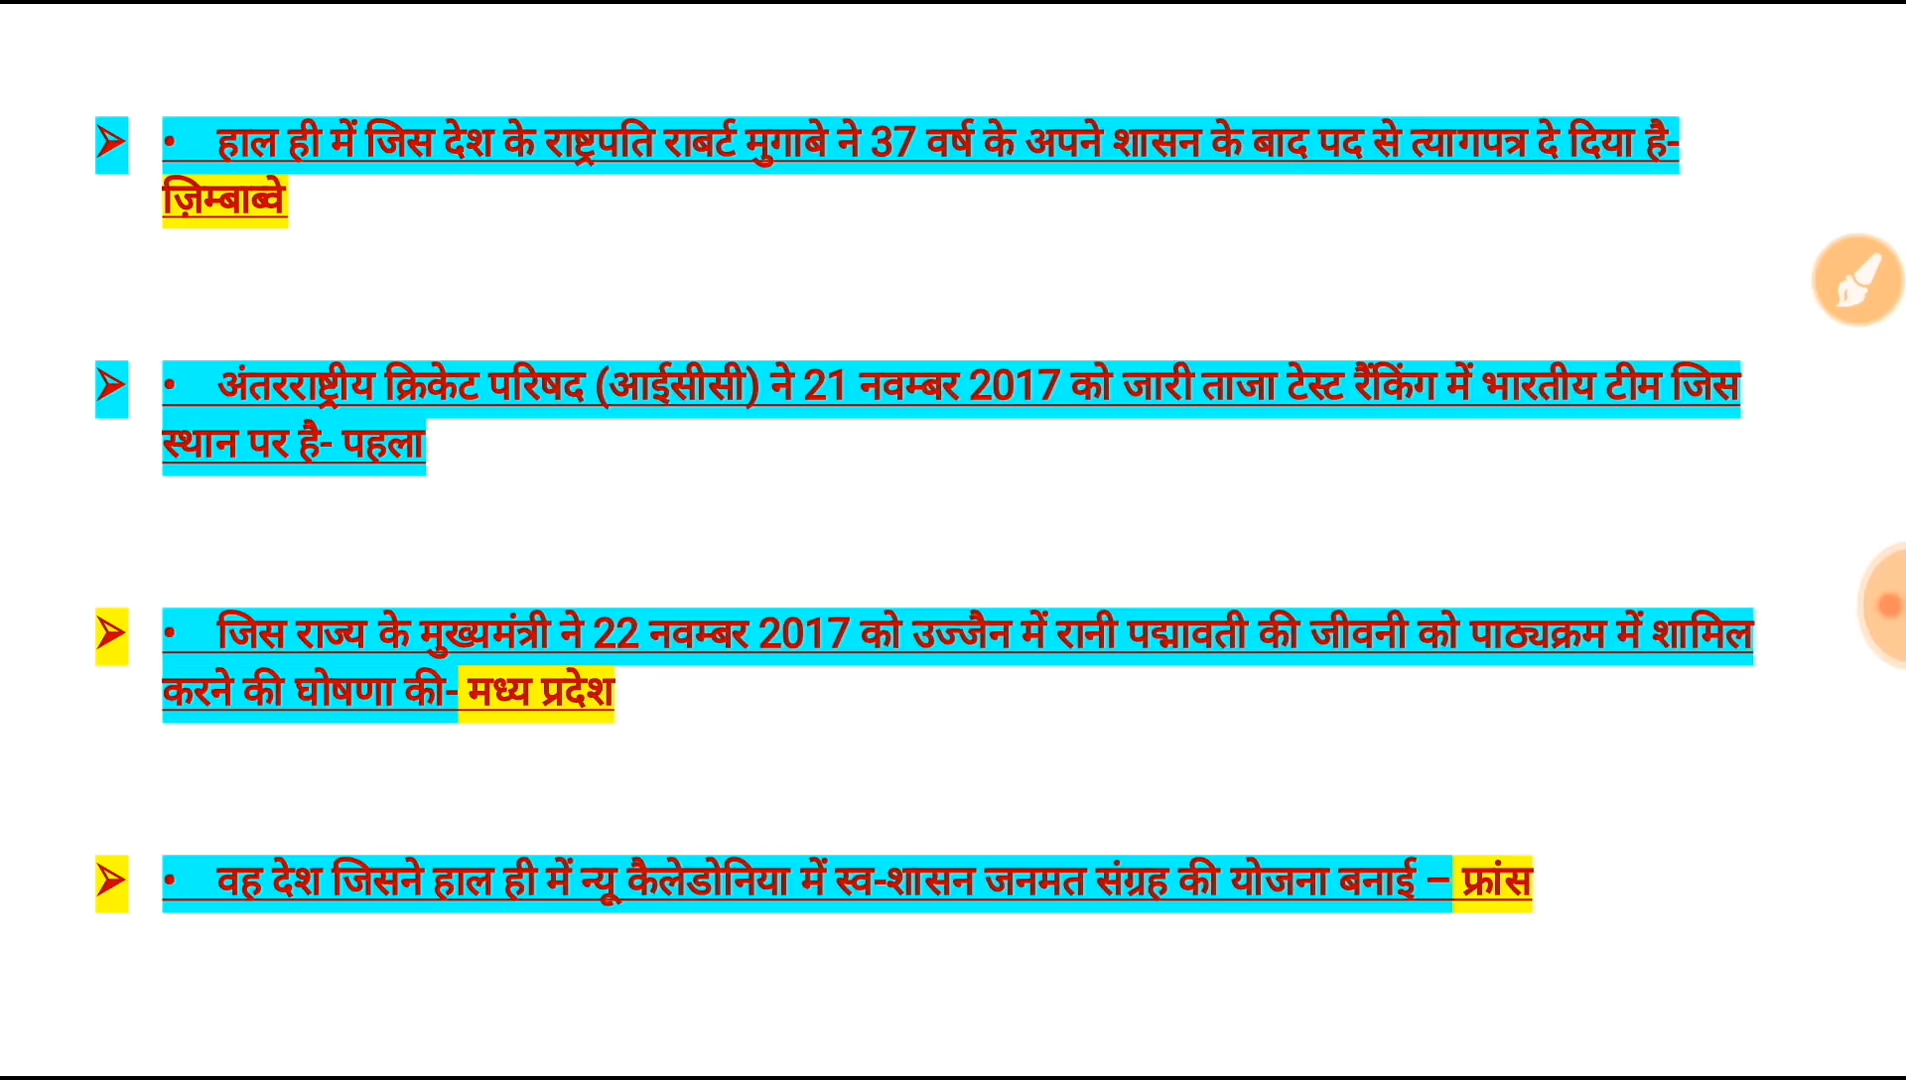 ➢ • हाल ही में जिस देश के राष्ट्रपति राबर्ट मुगाबे ने 37 वर्ष के अपने शासन के बाद पद से त्यागपत्र दे दिया है-
ज़िम्बाब्वे
➢ • अंतरराष्ट्रीय क्रिकेट परिषद (आईसीसी) ने 21 नवम्बर 2017 को जारी ताजा टेस्ट रैंकिंग में भारतीय टीम जिस
स्थान पर है- पहला
➢ • जिस राज्य के मुख्यमंत्री ने 22 नवम्बर 2017 को उज्जैन में रानी पद्मावती की जीवनी को पाठ्यक्रम में शामिल
करने की घोषणा की- मध्य प्रदेश
➢ • वह देश जिसने हाल ही में न्यू कैलेडोनिया में स्व-शासन जनमत संग्रह की योजना बनाई – फ्रांस